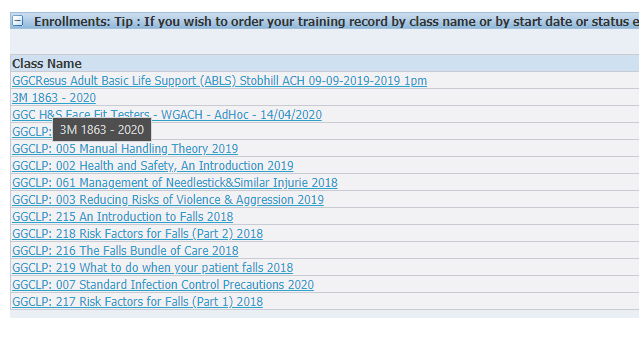 Enrollments: Tip : If you wish to order your training record by class name or by start date or status e
Class Name
GGCResus Adult Basic Life Support (ABLS) Stobhill ACH 09-09-2019-2019 1pm
3M 1863 - 2020
GGC H&S Face Fit Testers - WGACH - AdHoc - 14/04/2020
GGCLP:
3M 1863 - 2020
GGCLP: 005 Manual Handling Theory 2019
GGCLP: 002 Health and Safety, An Introduction 2019
GGCLP: 061 Management of Needlestick&Similar Injurie 2018
GGCLP: 003 Reducing Risks of Violence & Aggression 2019
GGCLP: 215 An Introduction to Falls 2018
GGCLP: 218 Risk Factors for Falls (Part 2) 2018
GGCLP: 216 The Falls Bundle of Care 2018
GGCLP: 219 What to do when your patient falls 2018
GGCLP: 007 Standard Infection Control Precautions 2020
GGCLP: 217 Risk Factors for Falls (Part 1) 2018